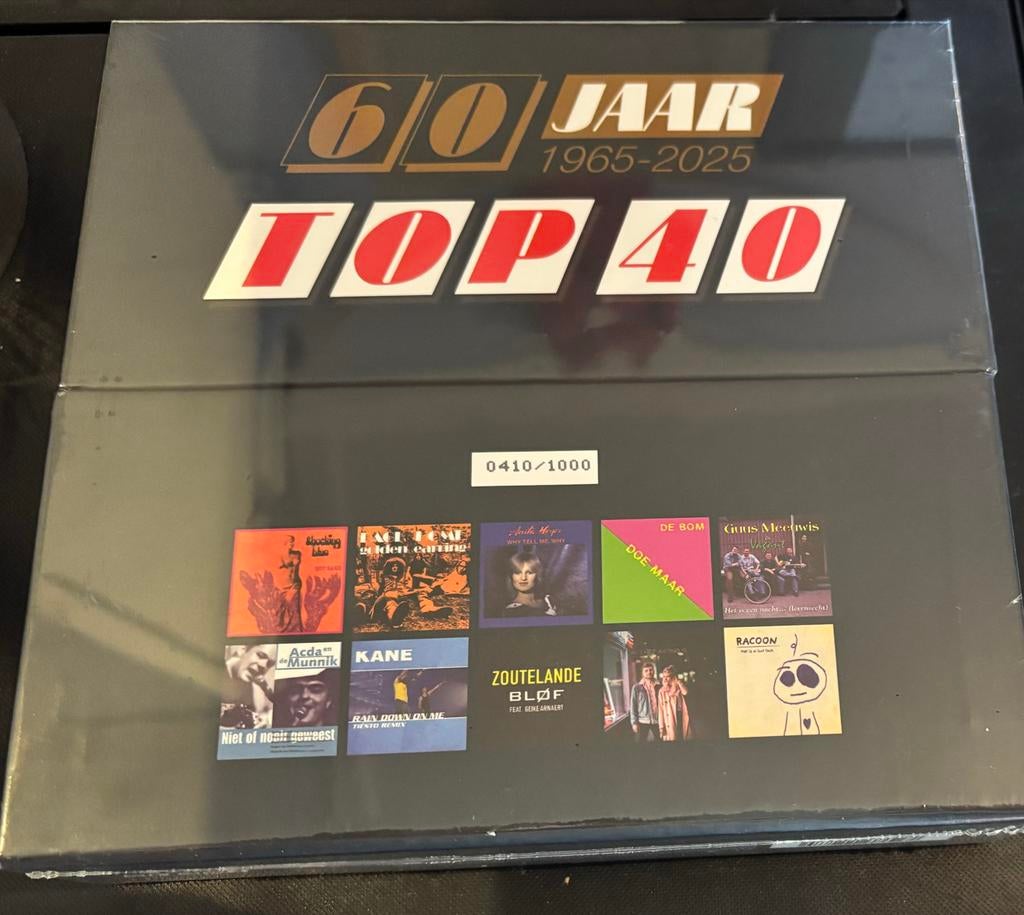 60 JAAR
1965-2025
TOP 40
0410/1000
Shocking
blue
BACK HOME
golden earring
Anita Meyer
WHY TELL ME, WHY
DE BOM
DOE MAAR
Guus Meeuwis
Vagant
Het is een nacht... (levensecht)
Acda en
de Munnik
Niet of nooit geweest
KANE
RAIN DOWN ON ME
TIËSTO REMIX
ZOUTELANDE
BLØF
FEAT. GEIKE ARNAERT
RACOON